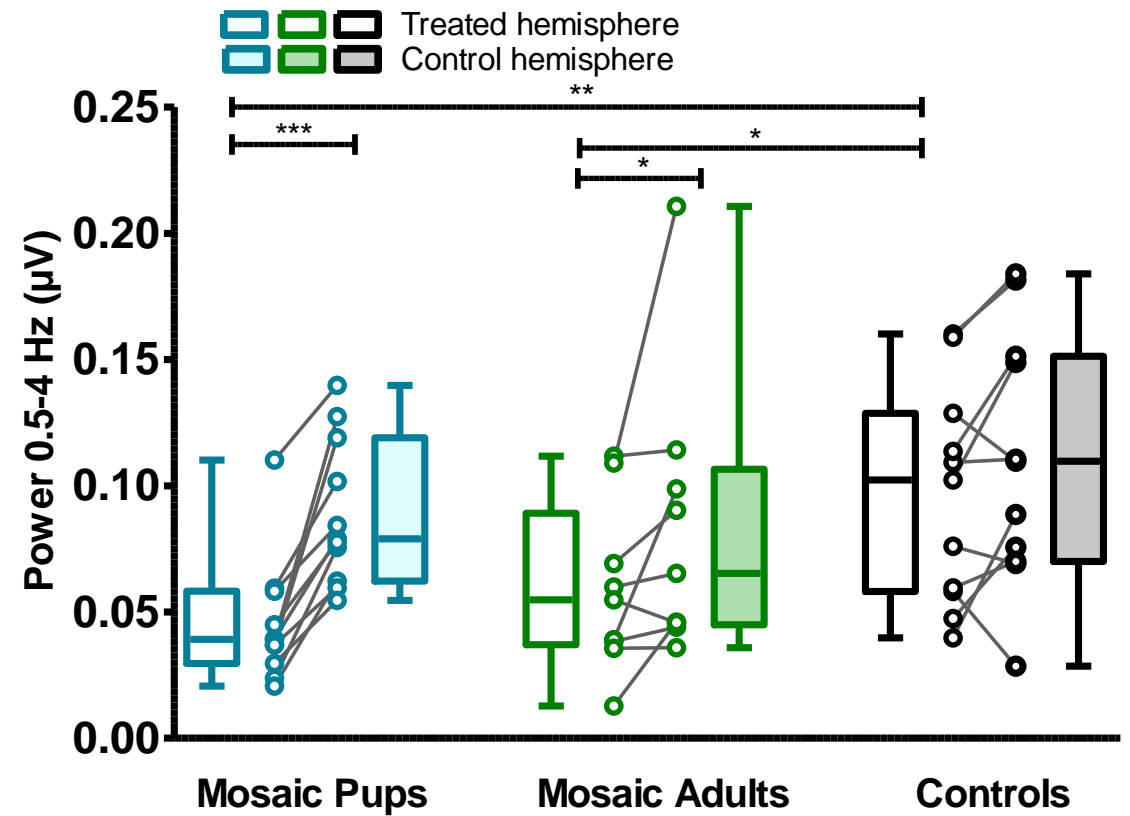 Treated hemisphere
Control hemisphere
0.25
**
***
*
*
0.20
0.15
0.10
0.05
0.00
Power 0.5-4 Hz (µV)
Mosaic Pups
Mosaic Adults
Controls